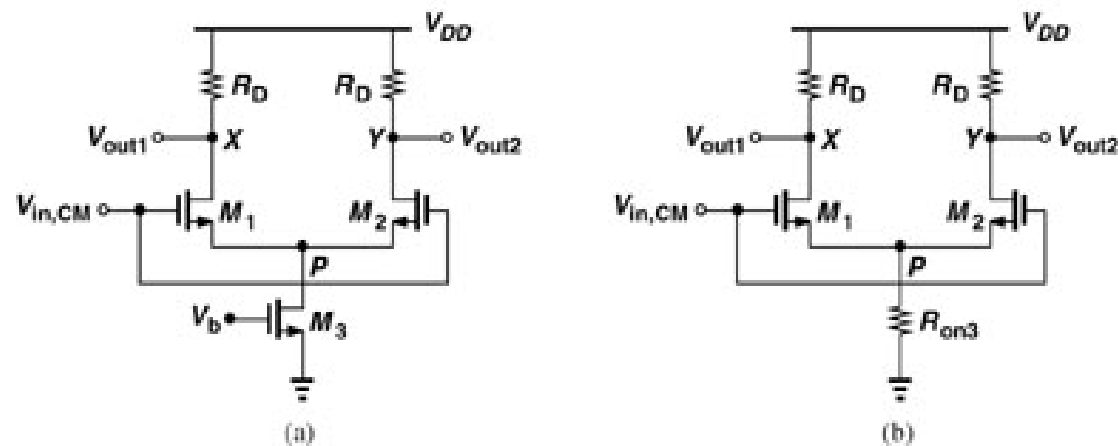 V_DD
R_D R_D
V_out1 X Y V_out2
V_in,CM M_1 M_2
P
V_b M_3
(a)
V_DD
R_D R_D
V_out1 X Y V_out2
V_in,CM M_1 M_2
P
R_on3
(b)